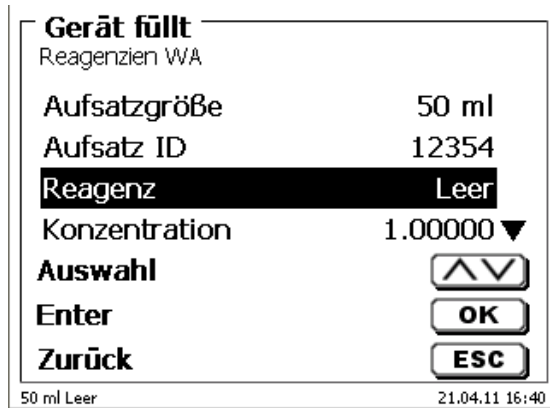 Gerät füllt
Reagenzien WA
Aufsatzgröße 50 ml
Aufsatz ID 12354
Reagenz Leer
Konzentration 1.00000 ▼
Auswahl
Enter OK
Zurück ESC
50 ml Leer 21.04.11 16:40